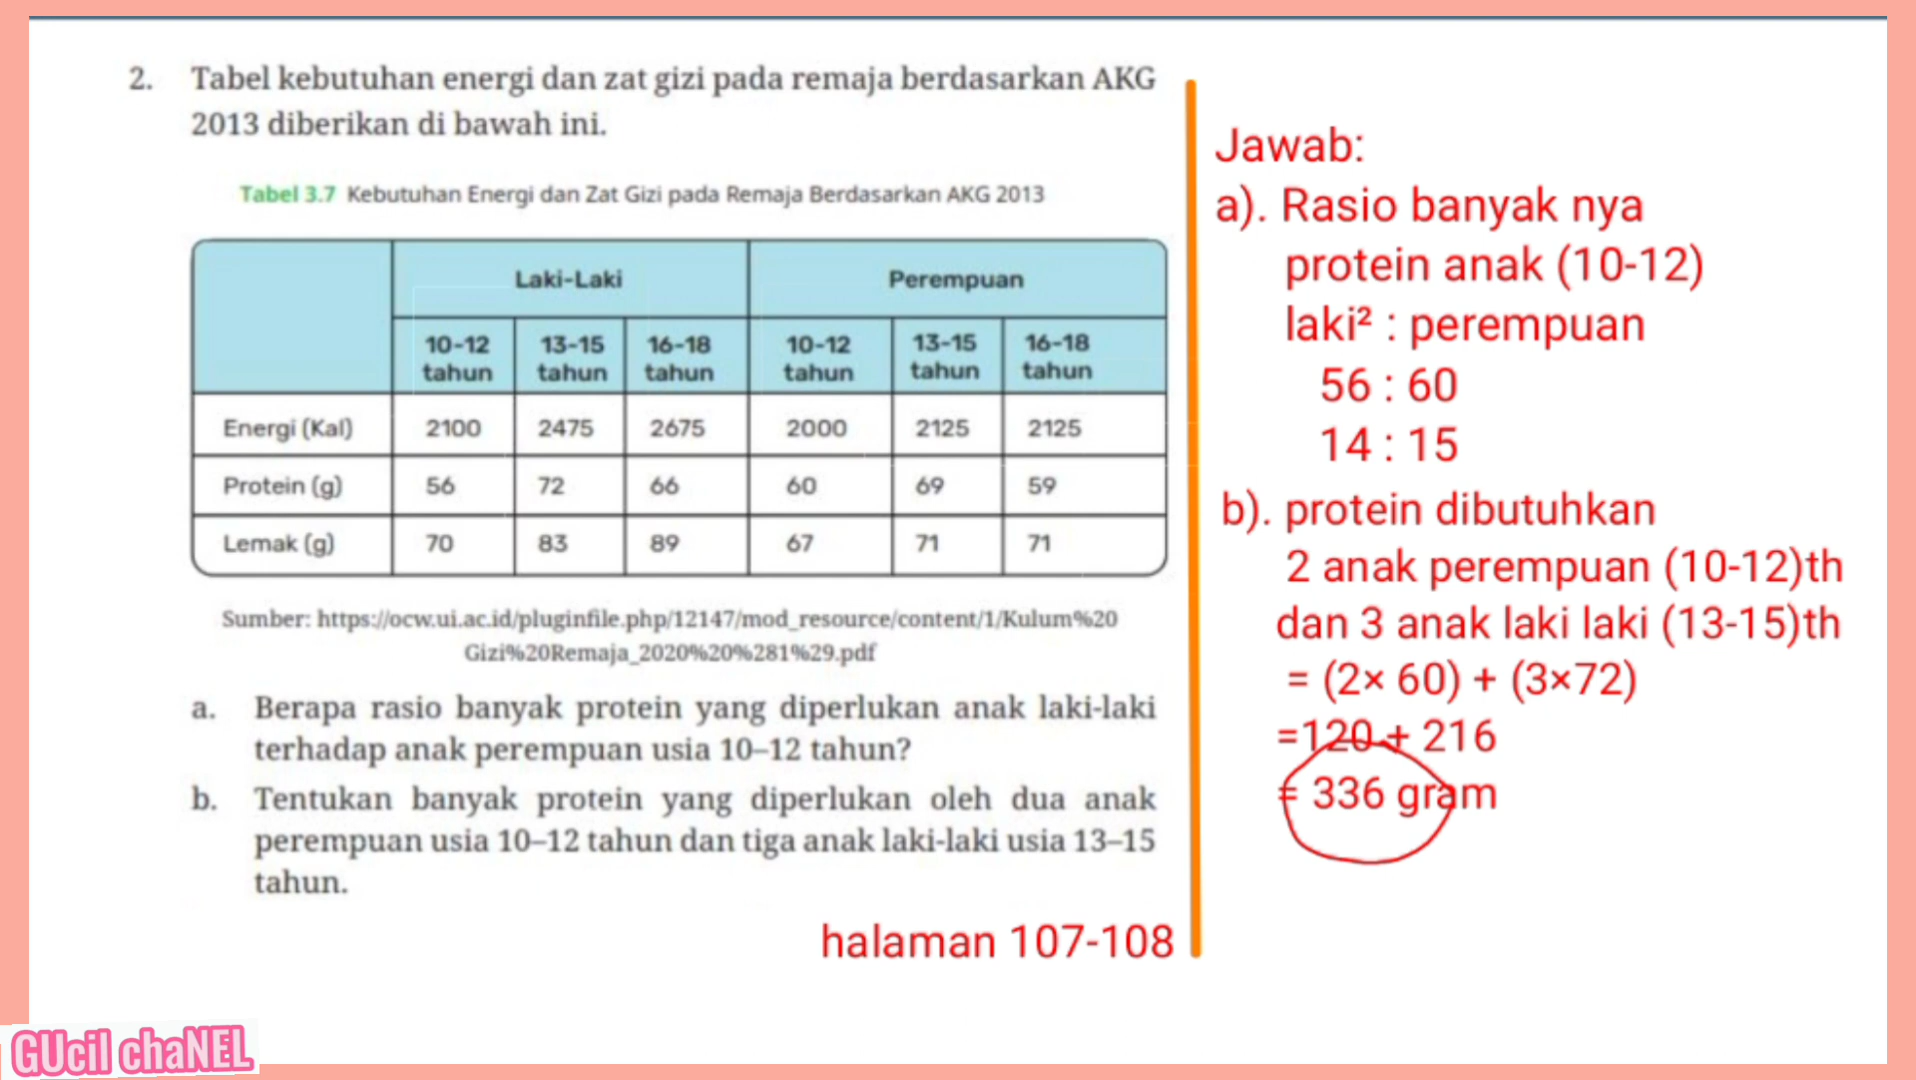 2. Tabel kebutuhan energi dan zat gizi pada remaja berdasarkan AKG
2013 diberikan di bawah ini.
Tabel 3.7 Kebutuhan Energi dan Zat Gizi pada Remaja Berdasarkan AKG 2013
Laki-Laki Perempuan
10-12 tahun 13-15 tahun 16-18 tahun 10-12 tahun 13-15 tahun 16-18 tahun
Energi (Kal) 2100 2475 2675 2000 2125 2125
Protein (g) 56 72 66 60 69 59
Lemak (g) 70 83 89 67 71 71
Sumber: https://ocw.ui.ac.id/pluginfile.php/12147/mod_resource/content/1/Kulum%20
Gizi%20Remaja_2020%20%281%29.pdf
a. Berapa rasio banyak protein yang diperlukan anak laki-laki
terhadap anak perempuan usia 10–12 tahun?
b. Tentukan banyak protein yang diperlukan oleh dua anak
perempuan usia 10–12 tahun dan tiga anak laki-laki usia 13–15
tahun.
halaman 107-108
Jawab:
a). Rasio banyak nya
protein anak (10-12)
laki² : perempuan
56 : 60
14 : 15
b). protein dibutuhkan
2 anak perempuan (10-12)th
dan 3 anak laki laki (13-15)th
= (2× 60) + (3×72)
=120 + 216
= 336 gram
GUcil chaNEL